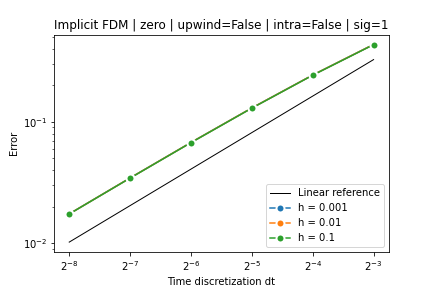 Implicit FDM | zero | upwind=False | intra=False | sig=1
Error
10⁻¹
10⁻²
Linear reference
h = 0.001
h = 0.01
h = 0.1
2⁻⁸ 2⁻⁷ 2⁻⁶ 2⁻⁵ 2⁻⁴ 2⁻³
Time discretization dt